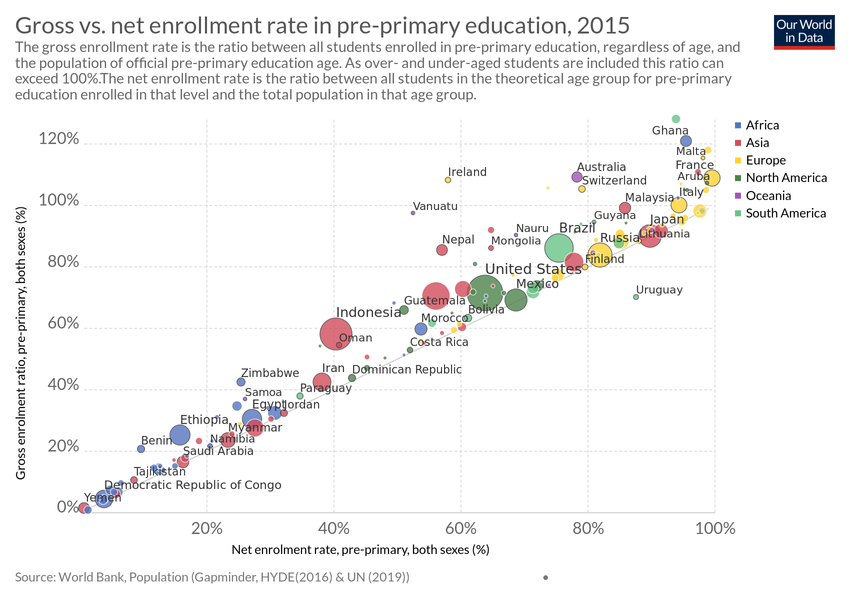 Gross vs. net enrollment rate in pre-primary education, 2015
Our World
in Data
The gross enrollment rate is the ratio between all students enrolled in pre-primary education, regardless of age, and
the population of official pre-primary education age. As over- and under-aged students are included this ratio can
exceed 100%.The net enrollment rate is the ratio between all students in the theoretical age group for pre-primary
education enrolled in that level and the total population in that age group.
Gross enrolment ratio, pre-primary, both sexes (%)
120%
100%
80%
60%
40%
20%
0%
Ghana
Malta
France
Aruba
Italy
Ireland
Australia
Switzerland
Malaysia
Vanuatu
Guyana
Japan
Nauru
Brazil
Russia
Lithuania
Nepal
Mongolia
Finland
United States
Mexico
Uruguay
Guatemala
Bolivia
Indonesia
Morocco
Oman
Costa Rica
Iran
Dominican Republic
Zimbabwe
Samoa
Paraguay
Egypt
Jordan
Ethiopia
Myanmar
Benin
Namibia
Saudi Arabia
Tajikistan
Democratic Republic of Congo
Yemen
Africa
Asia
Europe
North America
Oceania
South America
20%
40%
60%
80%
100%
Net enrolment rate, pre-primary, both sexes (%)
Source: World Bank, Population (Gapminder, HYDE(2016) & UN (2019))